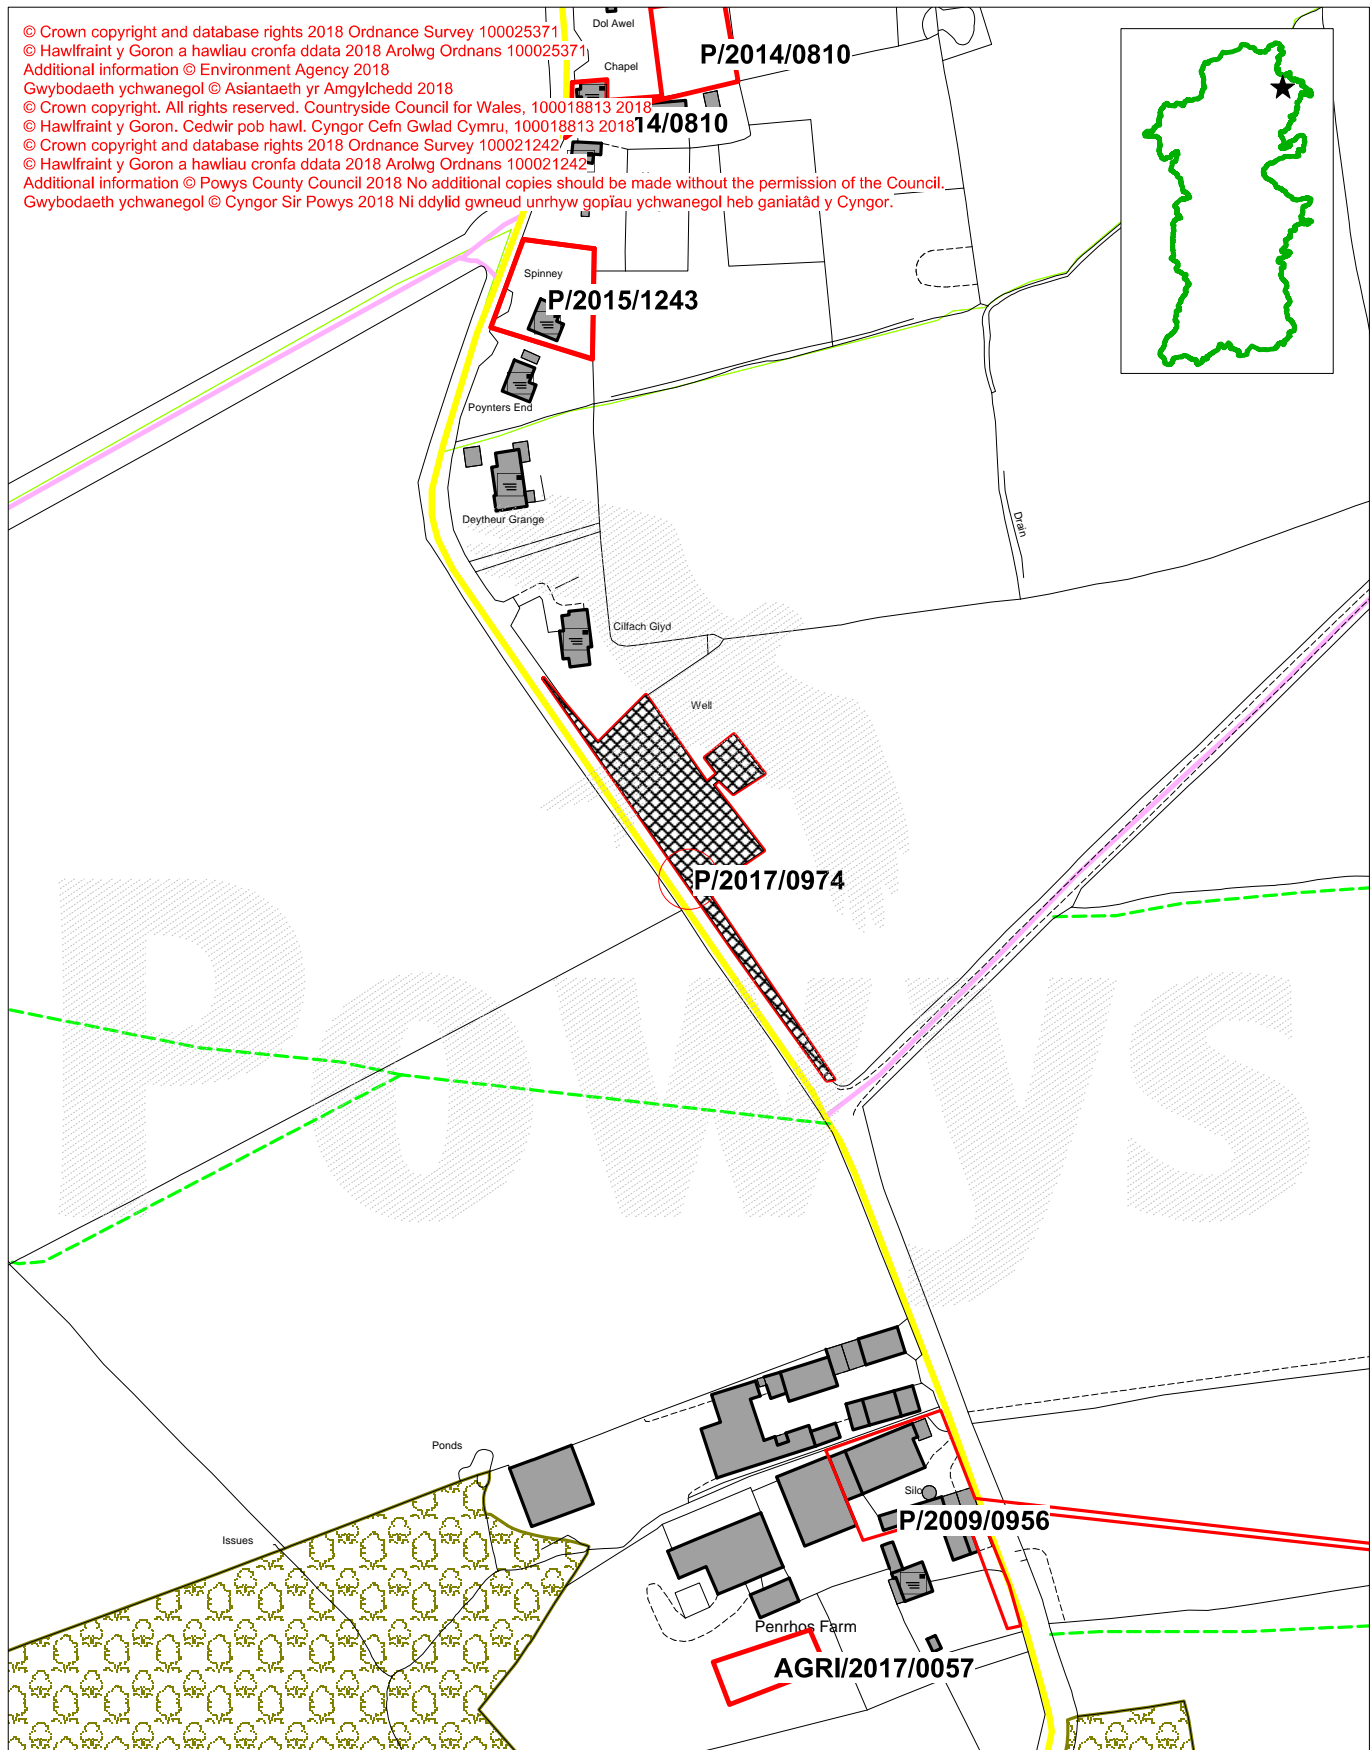 © Crown copyright and database rights 2018 Ordnance Survey 100025371
© Hawlfraint y Goron a hawliau cronfa ddata 2018 Arolwg Ordnans 100025371
Additional information © Environment Agency 2018
Gwybodaeth ychwanegol © Asiantaeth yr Amgylchedd 2018
© Crown copyright. All rights reserved. Countryside Council for Wales, 100018813 2018
© Hawlfraint y Goron. Cedwir pob hawl. Cyngor Cefn Gwlad Cymru, 100018813 2018
© Crown copyright and database rights 2018 Ordnance Survey 100021242
© Hawlfraint y Goron a hawliau cronfa ddata 2018 Arolwg Ordnans 100021242
Additional information © Powys County Council 2018 No additional copies should be made without the permission of the Council.
Gwybodaeth ychwanegol © Cyngor Sir Powys 2018 Ni ddylid gwneud unrhyw gopïau ychwanegol heb ganiatâd y Cyngor.
Dol Awel
P/2014/0810
Chapel
14/0810
Spinney
P/2015/1243
Poynters End
Deytheur Grange
Drain
Cilfach Glyd
Well
P/2017/0974
Powys
Ponds
Silo
P/2009/0956
Issues
Penrhos Farm
AGRI/2017/0057